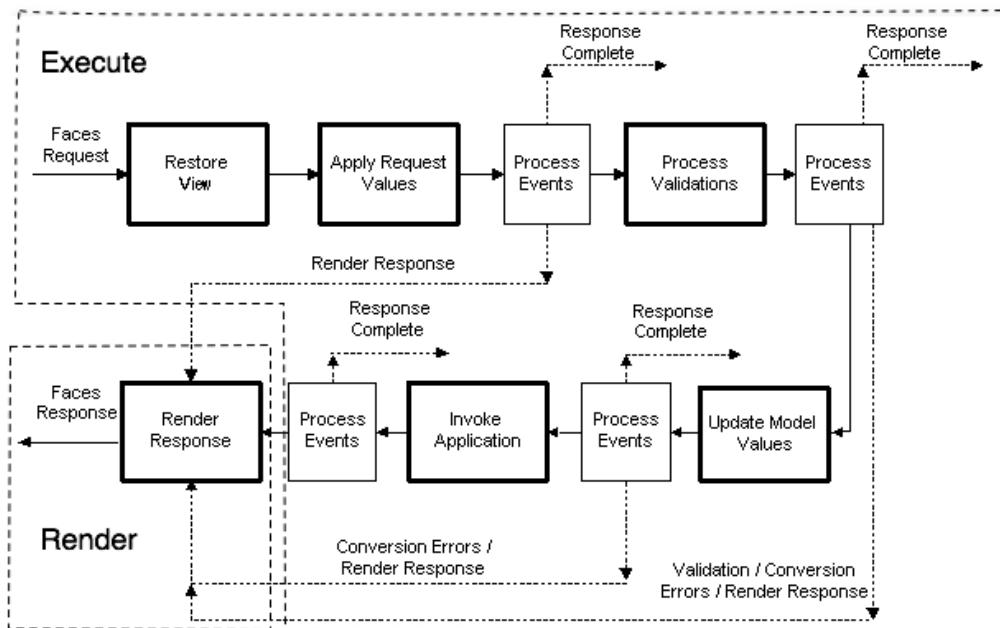 Response
Complete
Response
Complete
Execute
Faces
Request
Restore
View
Apply Request
Values
Process
Events
Process
Validations
Process
Events
Render Response
Response
Complete
Response
Complete
Faces
Response
Render
Response
Process
Events
Invoke
Application
Process
Events
Update Model
Values
Render
Conversion Errors /
Render Response
Validation / Conversion
Errors / Render Response